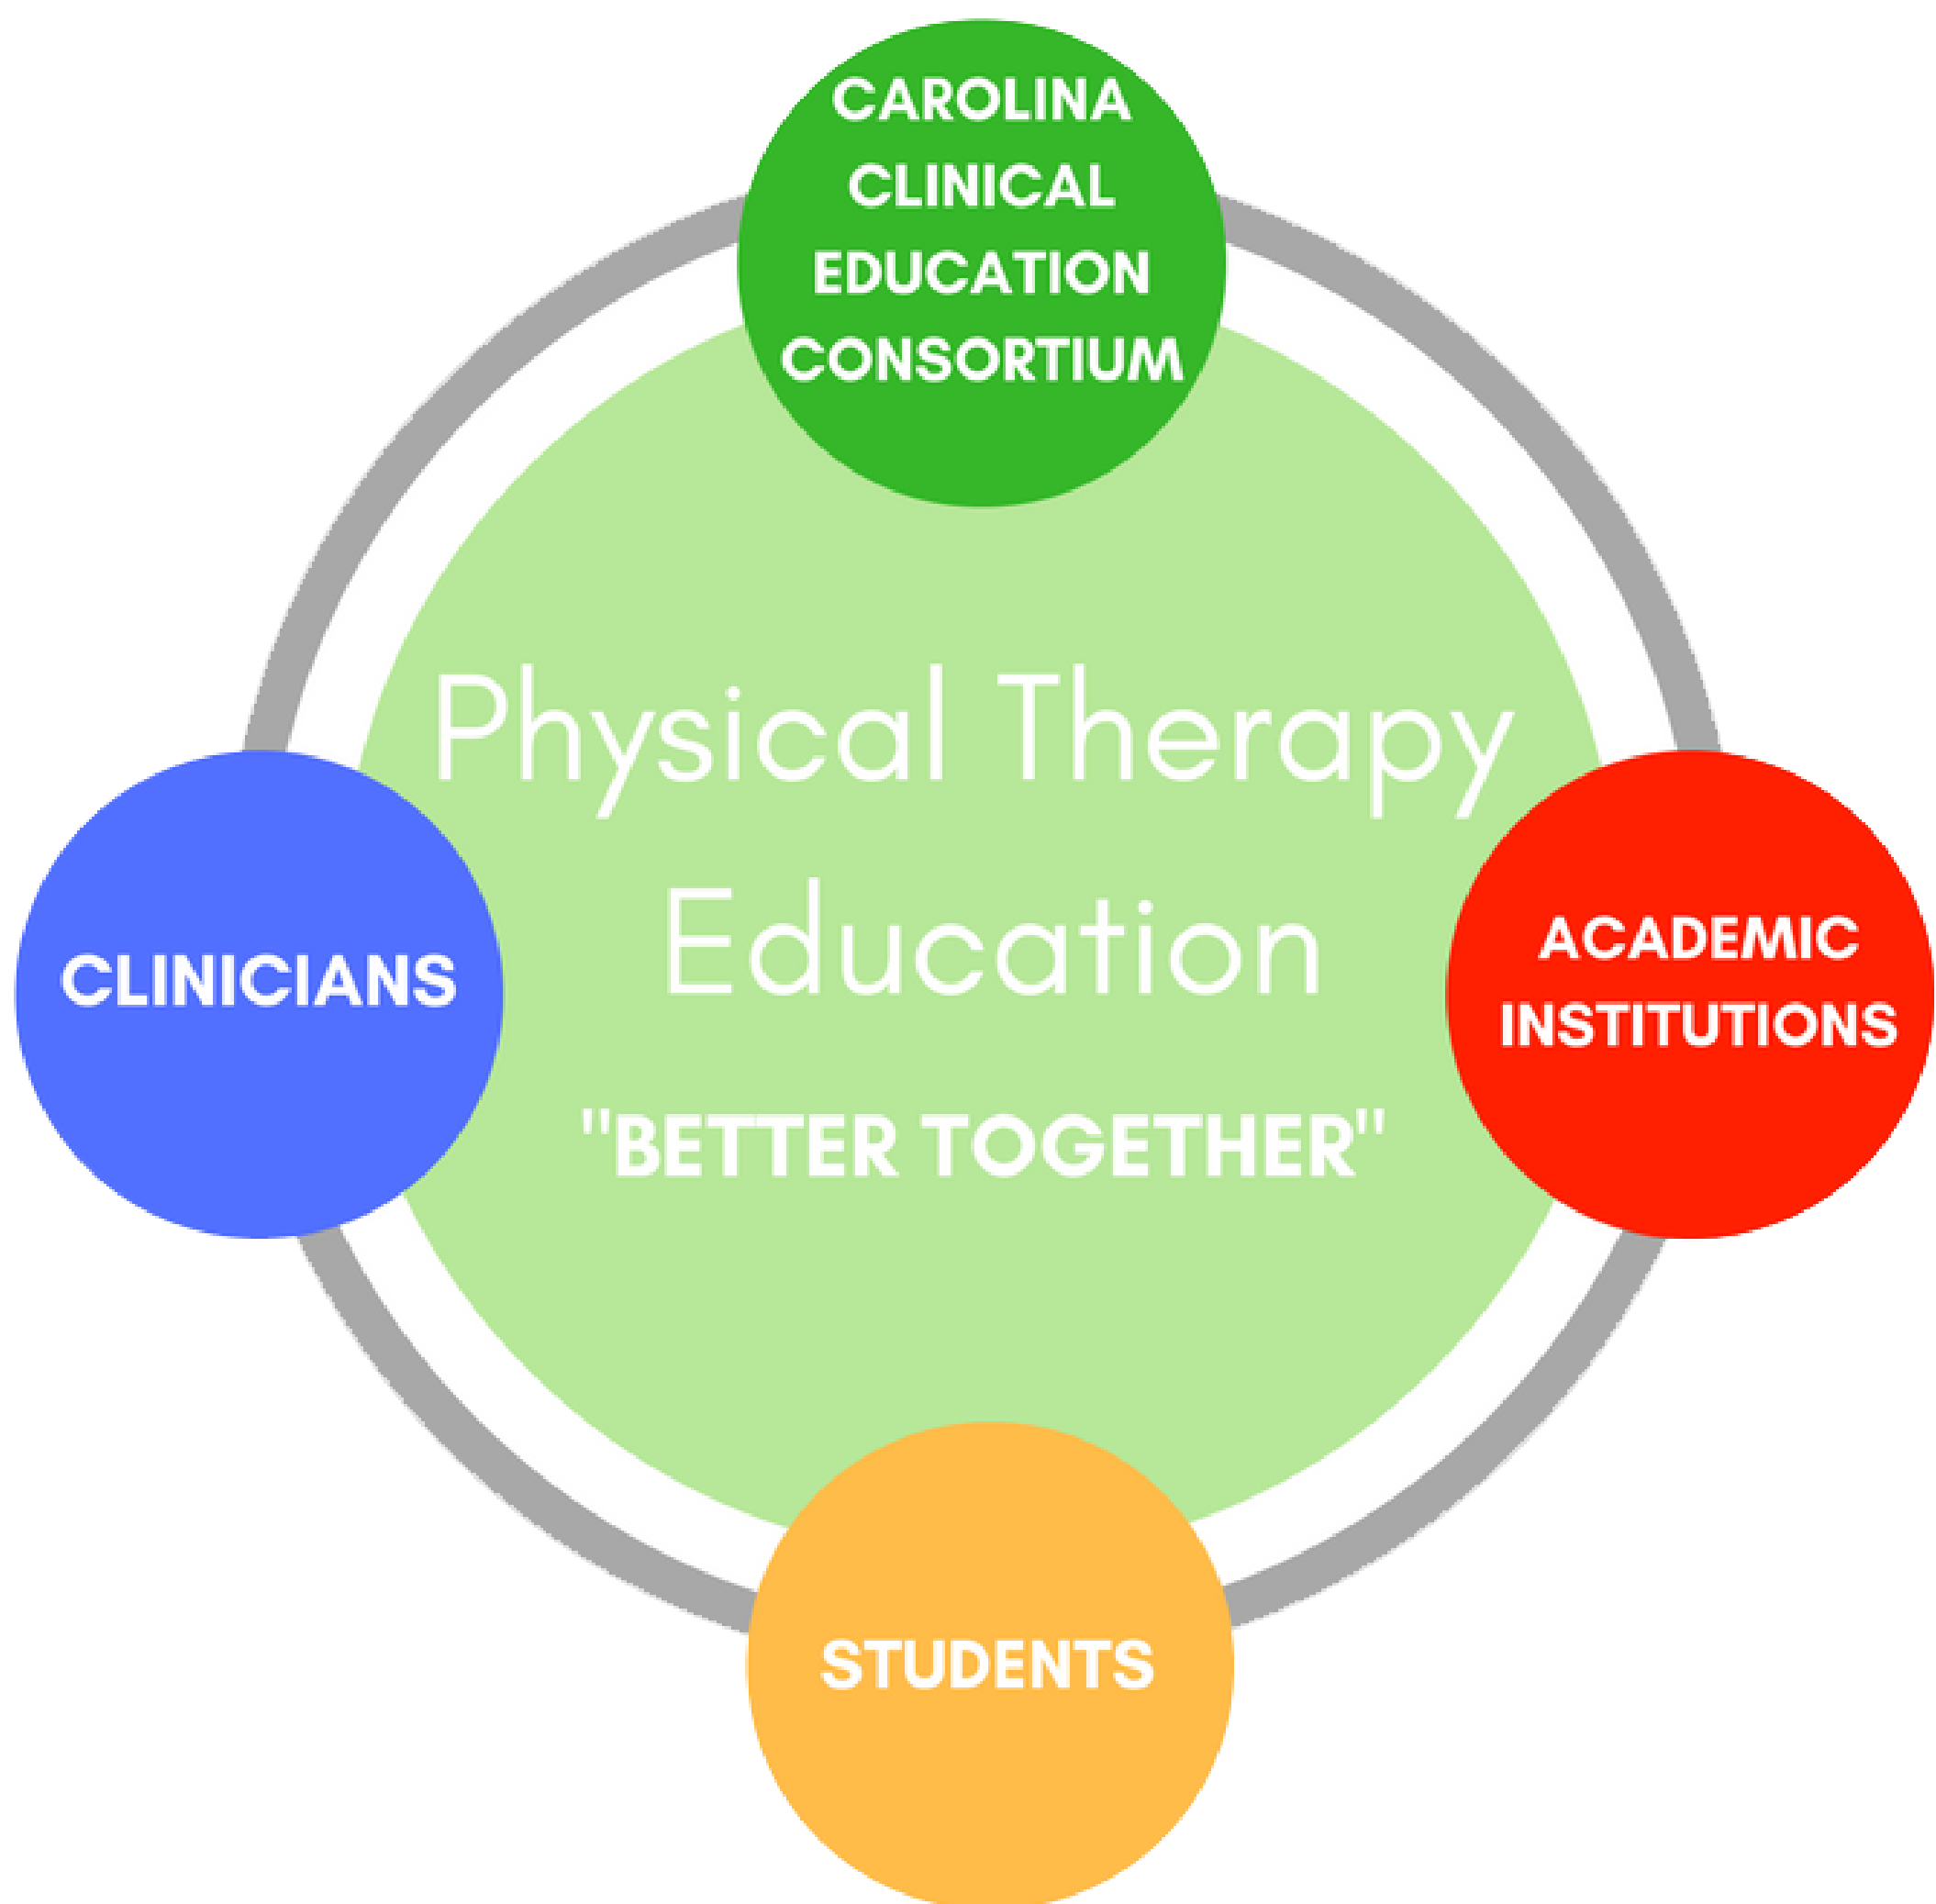 CAROLINA
CLINICAL
EDUCATION
CONSORTIUM
Physical Therapy
Education
"BETTER TOGETHER"
CLINICIANS
ACADEMIC
INSTITUTIONS
STUDENTS